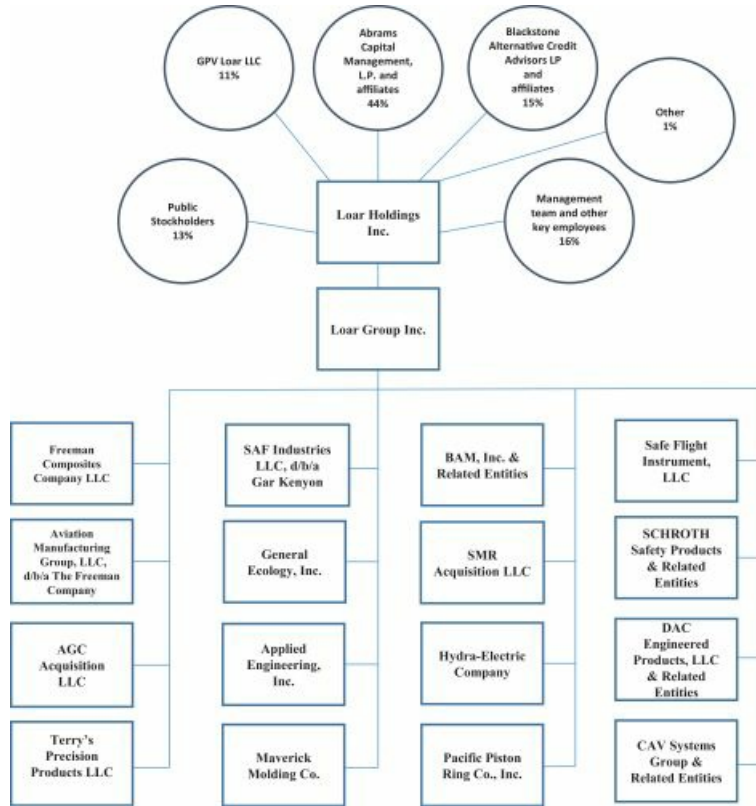 GPV Loar LLC
11%
Abrams
Capital
Management,
L.P. and
affiliates
44%
Blackstone
Alternative Credit
Advisors LP
and
affiliates
15%
Other
1%
Public
Stockholders
13%
Loar Holdings
Inc.
Management
team and other
key employees
16%
Loar Group Inc.
Freeman
Composites
Company LLC
SAF Industries
LLC, d/b/a
Gar Kenyon
BAM, Inc. &
Related Entities
Safe Flight
Instrument,
LLC
Aviation
Manufacturing
Group, LLC,
d/b/a The Freeman
Company
General
Ecology, Inc.
SMR
Acquisition LLC
SCHROTH
Safety Products
& Related
Entities
AGC
Acquisition
LLC
Applied
Engineering,
Inc.
Hydra-Electric
Company
DAC
Engineered
Products, LLC
& Related
Entities
Terry's
Precision
Products LLC
Maverick
Molding Co.
Pacific Piston
Ring Co., Inc.
CAV Systems
Group &
Related Entities